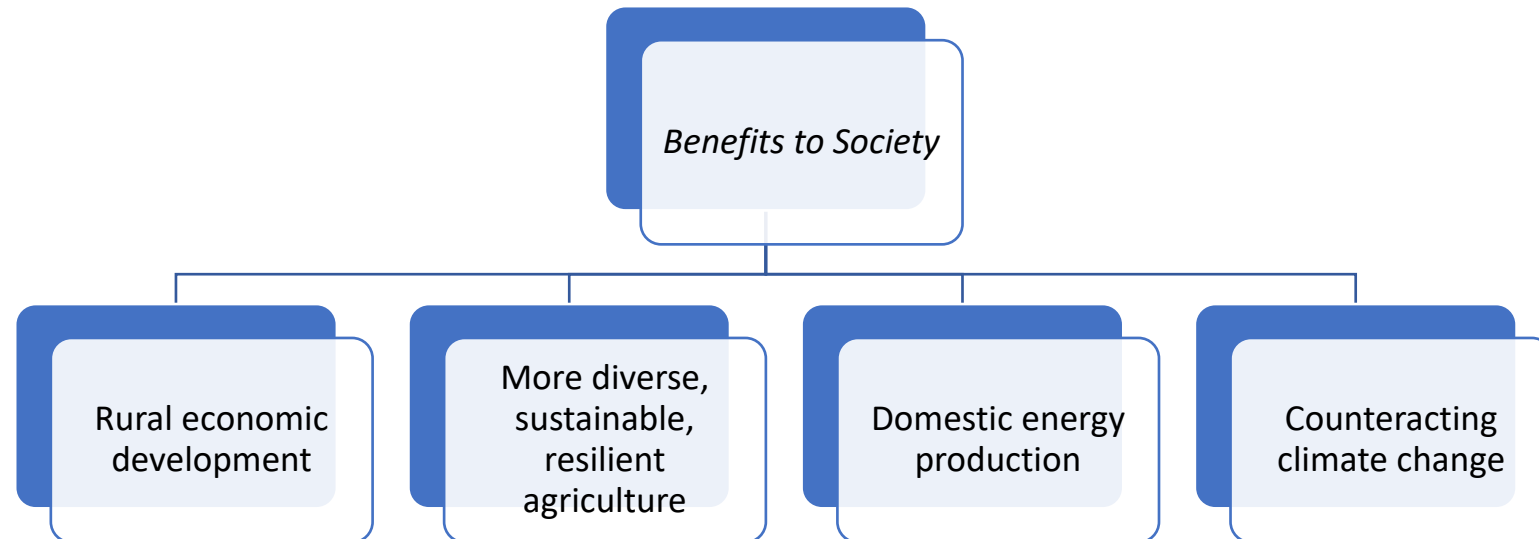 Benefits to Society
Rural economic
development
More diverse,
sustainable,
resilient
agriculture
Domestic energy
production
Counteracting
climate change